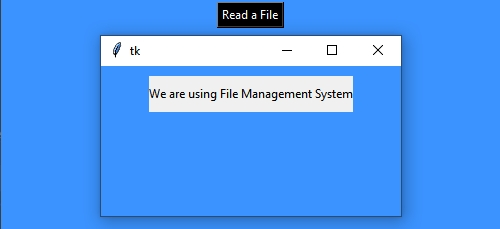 Read a File
tk
We are using File Management System